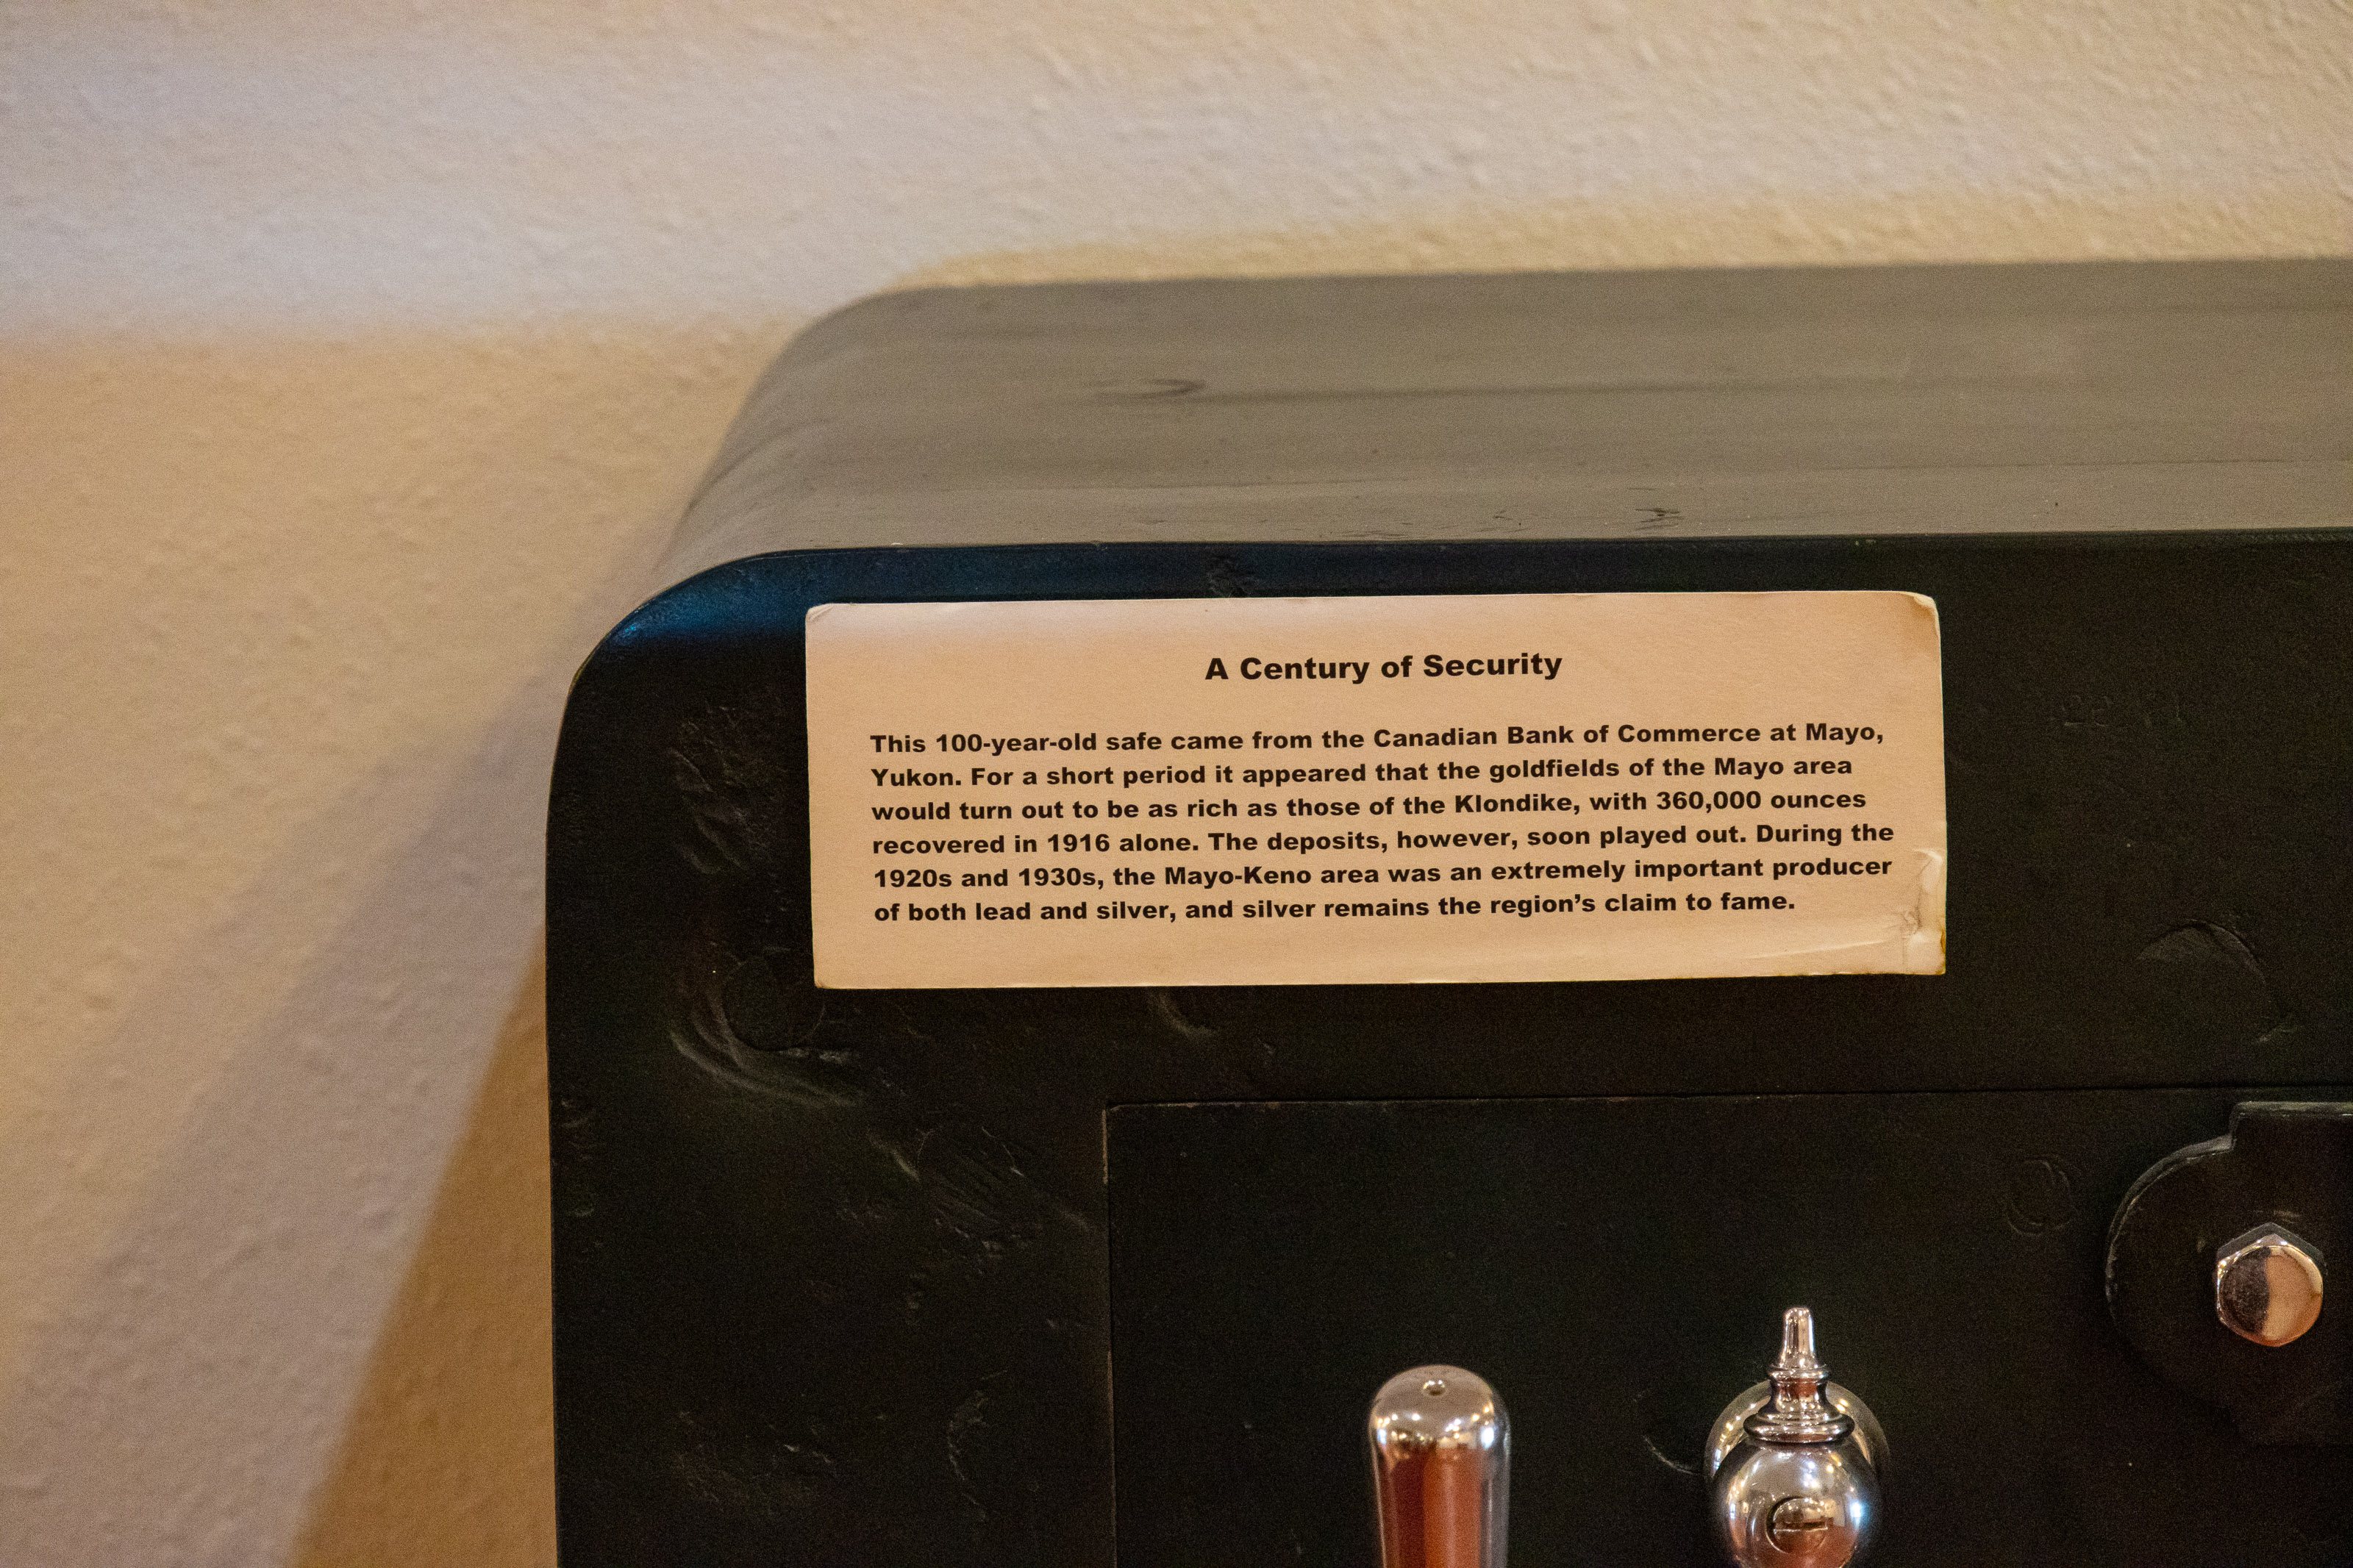 A Century of Security
This 100-year-old safe came from the Canadian Bank of Commerce at Mayo,
Yukon. For a short period it appeared that the goldfields of the Mayo area
would turn out to be as rich as those of the Klondike, with 360,000 ounces
recovered in 1916 alone. The deposits, however, soon played out. During the
1920s and 1930s, the Mayo-Keno area was an extremely important producer
of both lead and silver, and silver remains the region’s claim to fame.